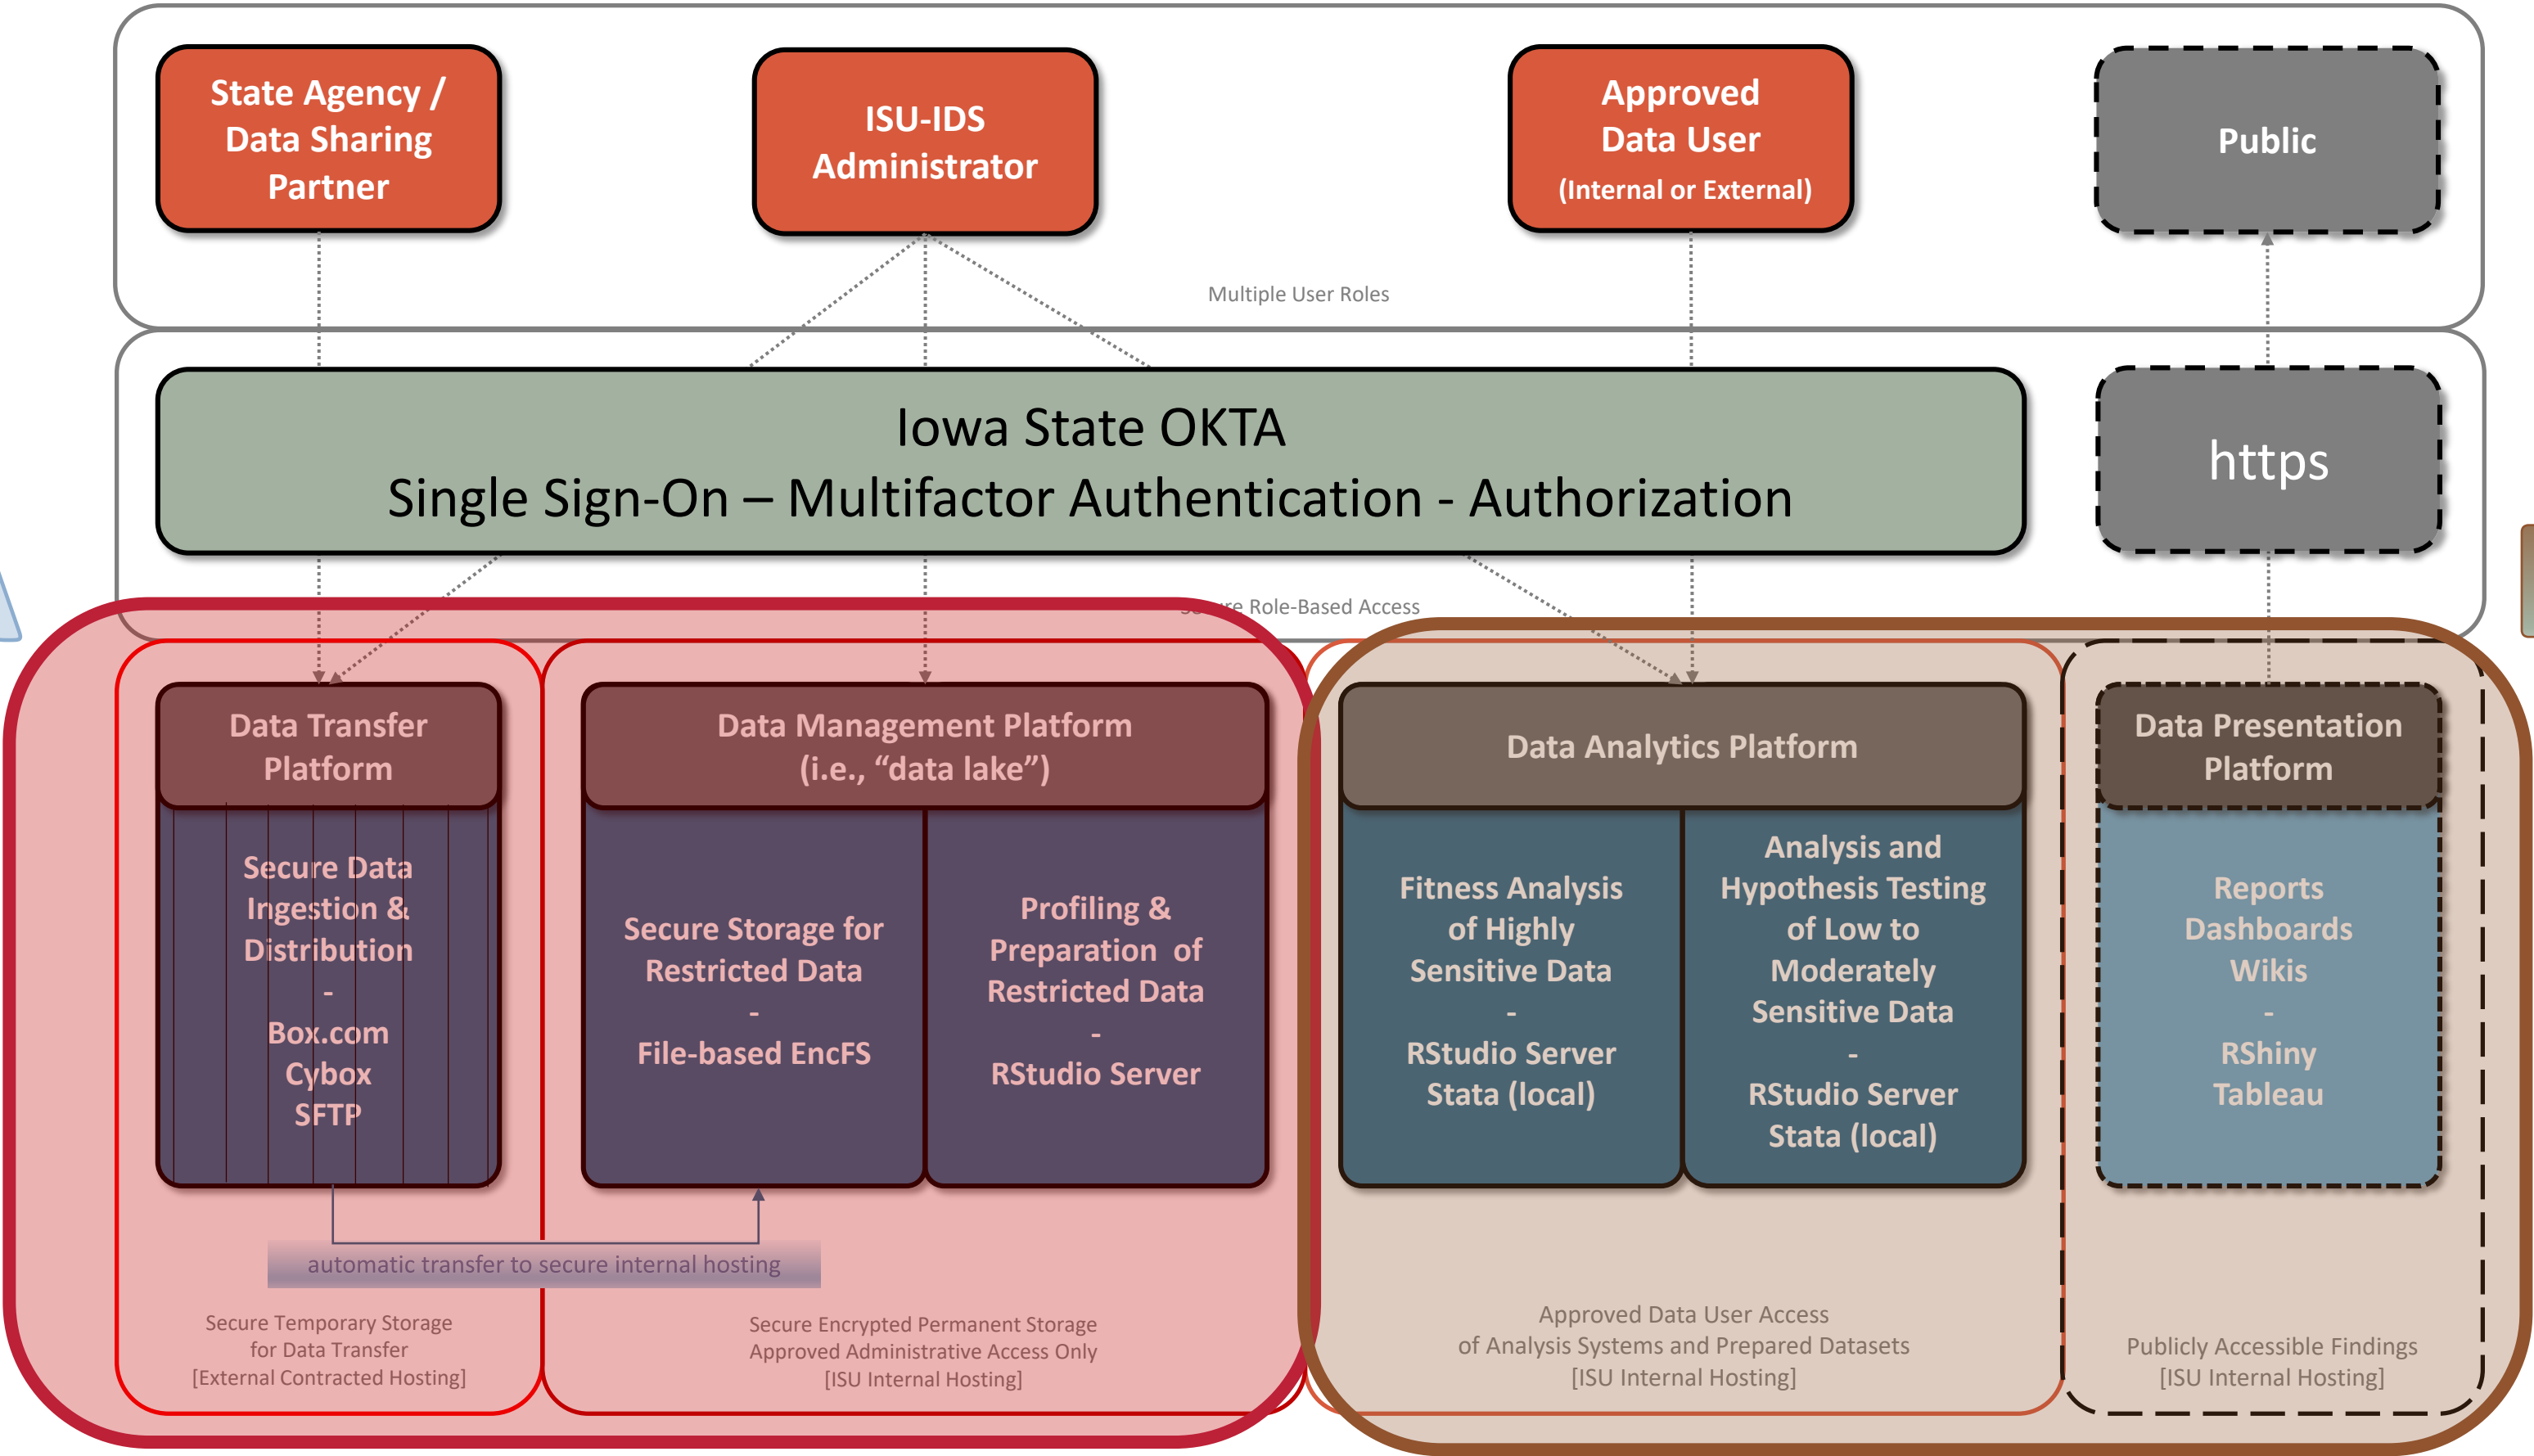 State Agency /
Data Sharing
Partner
ISU-IDS
Administrator
Approved
Data User
(Internal or External)
Public
Multiple User Roles
Iowa State OKTA
Single Sign-On – Multifactor Authentication - Authorization
https
Secure Role-Based Access
Data Transfer
Platform
Secure Data
Ingestion &
Distribution
-
Box.com
Cybox
SFTP
Data Management Platform
(i.e., “data lake”)
Secure Storage for
Restricted Data
-
File-based EncFS
Profiling &
Preparation of
Restricted Data
-
RStudio Server
Data Analytics Platform
Fitness Analysis
of Highly
Sensitive Data
-
RStudio Server
Stata (local)
Analysis and
Hypothesis Testing
of Low to
Moderately
Sensitive Data
-
RStudio Server
Stata (local)
Data Presentation
Platform
Reports
Dashboards
Wikis
-
RShiny
Tableau
automatic transfer to secure internal hosting
Secure Temporary Storage
for Data Transfer
[External Contracted Hosting]
Secure Encrypted Permanent Storage
Approved Administrative Access Only
[ISU Internal Hosting]
Approved Data User Access
of Analysis Systems and Prepared Datasets
[ISU Internal Hosting]
Publicly Accessible Findings
[ISU Internal Hosting]